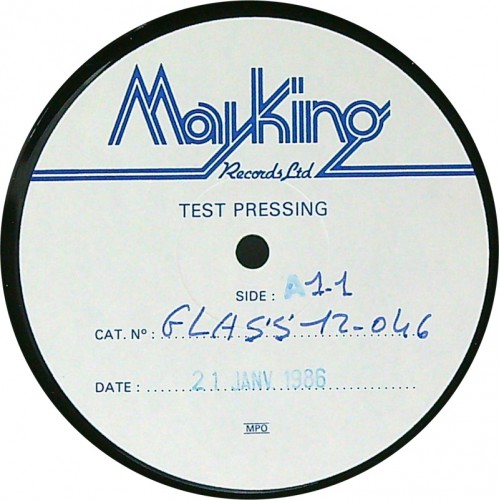 Mayking
Records Ltd
TEST PRESSING
SIDE : A1-1
CAT. Nº : GLASS 12-046
DATE : 21 JANV 1986
MPO